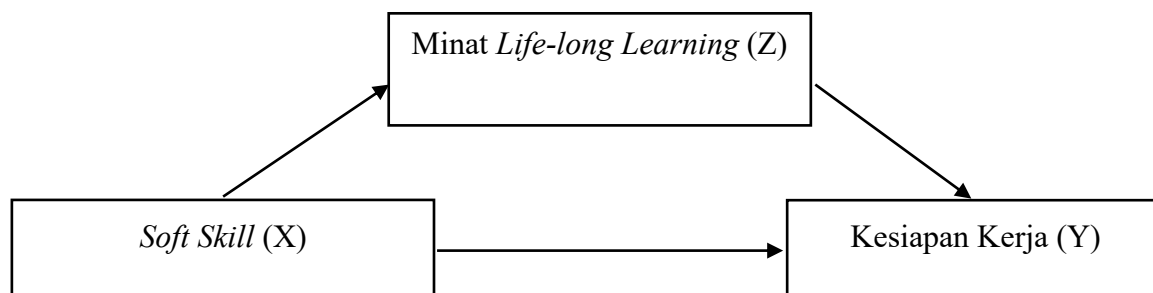 Minat Life-long Learning (Z)
Soft Skill (X)
Kesiapan Kerja (Y)